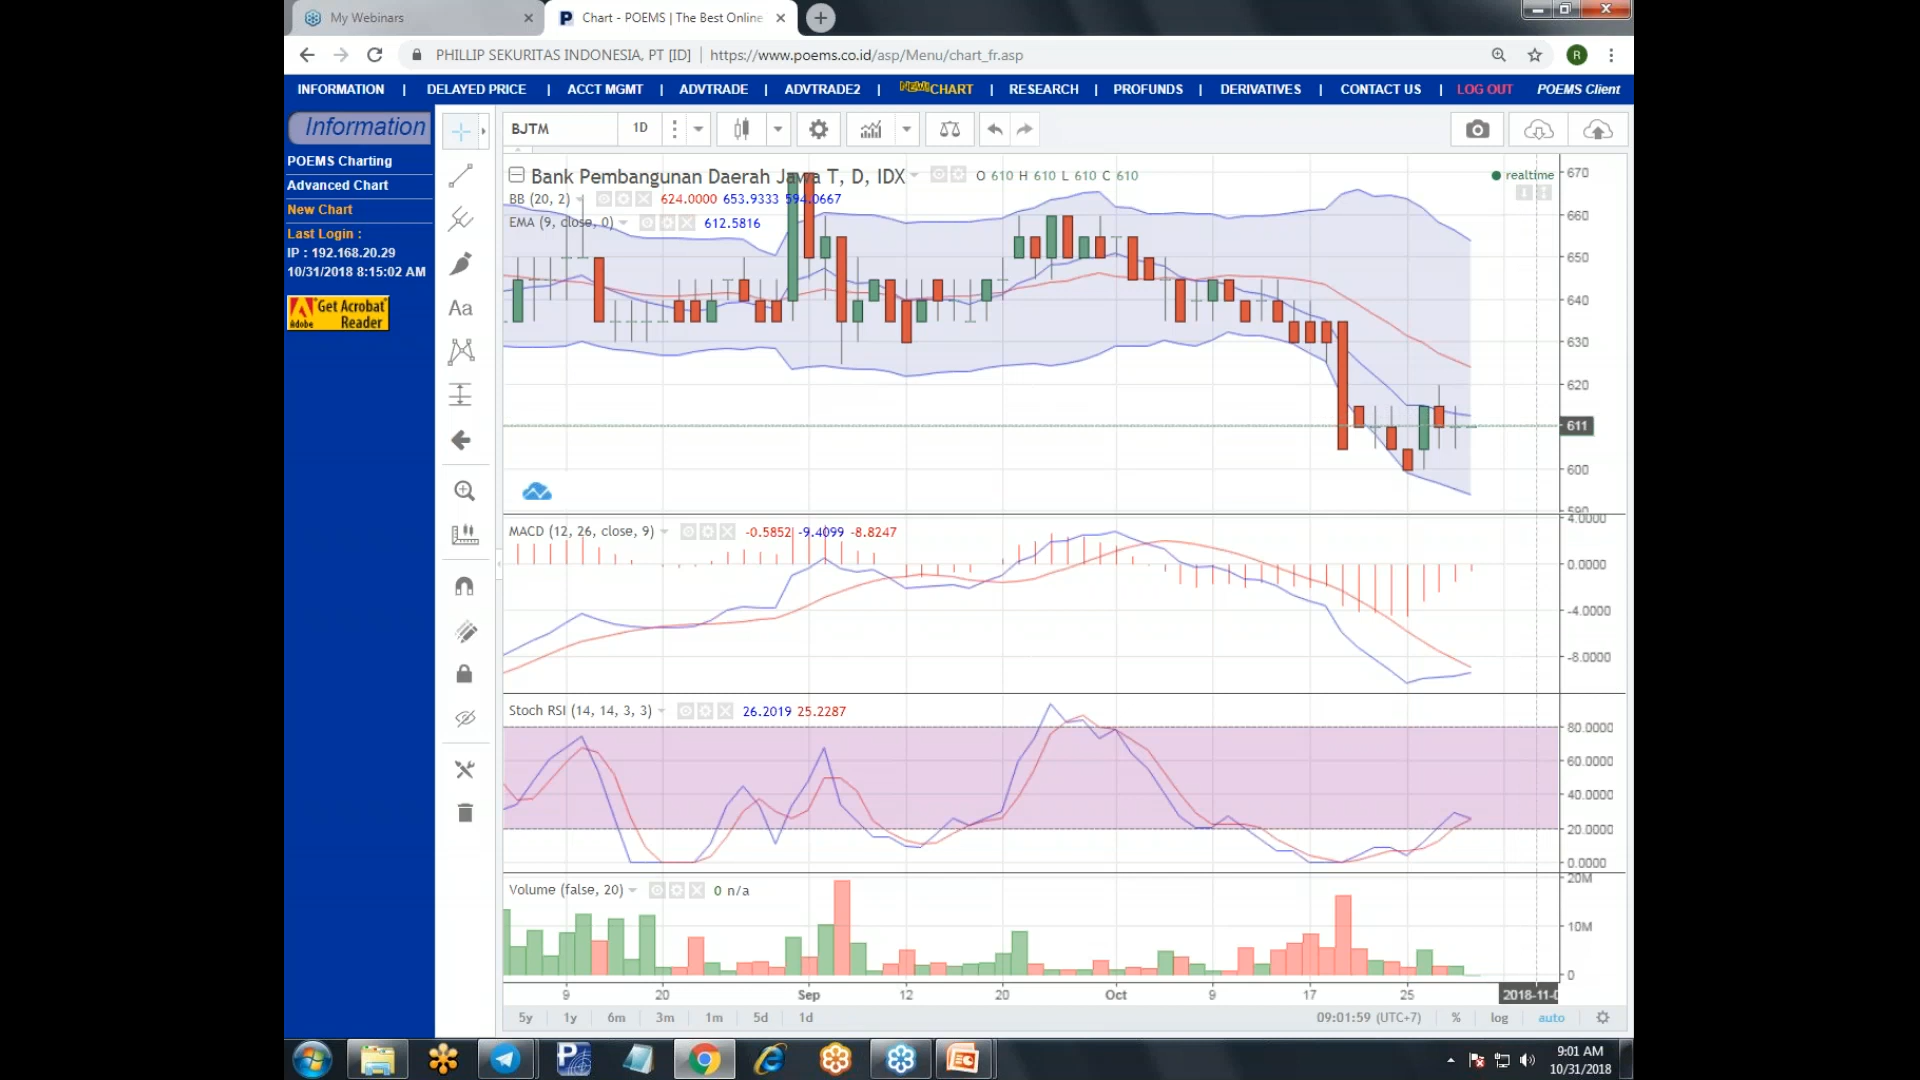 My Webinars
Chart - POEMS | The Best Online
PHILLIP SEKURITAS INDONESIA, PT [ID] | https://www.poems.co.id/asp/Menu/chart_fr.asp
R
INFORMATION | DELAYED PRICE | ACCT MGMT | ADVTRADE | ADVTRADE2 | NEW! CHART | RESEARCH | PROFUNDS | DERIVATIVES | CONTACT US | LOG OUT POEMS Client
Information
POEMS Charting
Advanced Chart
New Chart
Last Login :
IP : 192.168.20.29
10/31/2018 8:15:02 AM
Get Acrobat
Adobe Reader
Aa
BJTM 1D
Bank Pembangunan Daerah Jawa T, D, IDX O 610 H 610 L 610 C 610
realtime
BB (20, 2) 624.0000 653.9333 594.0667
EMA (9, close, 0) 612.5816
670
660
650
640
630
620
611
600
590
MACD (12, 26, close, 9) -0.5852 -9.4099 -8.8247
4.0000
0.0000
-4.0000
-8.0000
Stoch RSI (14, 14, 3, 3) 26.2019 25.2287
80.0000
60.0000
40.0000
20.0000
0.0000
Volume (false, 20) 0 n/a
20M
10M
0
9 20 Sep 12 20 Oct 9 17 25 2018-11-0
5y 1y 6m 3m 1m 5d 1d 09:01:59 (UTC+7) % log auto
9:01 AM
10/31/2018